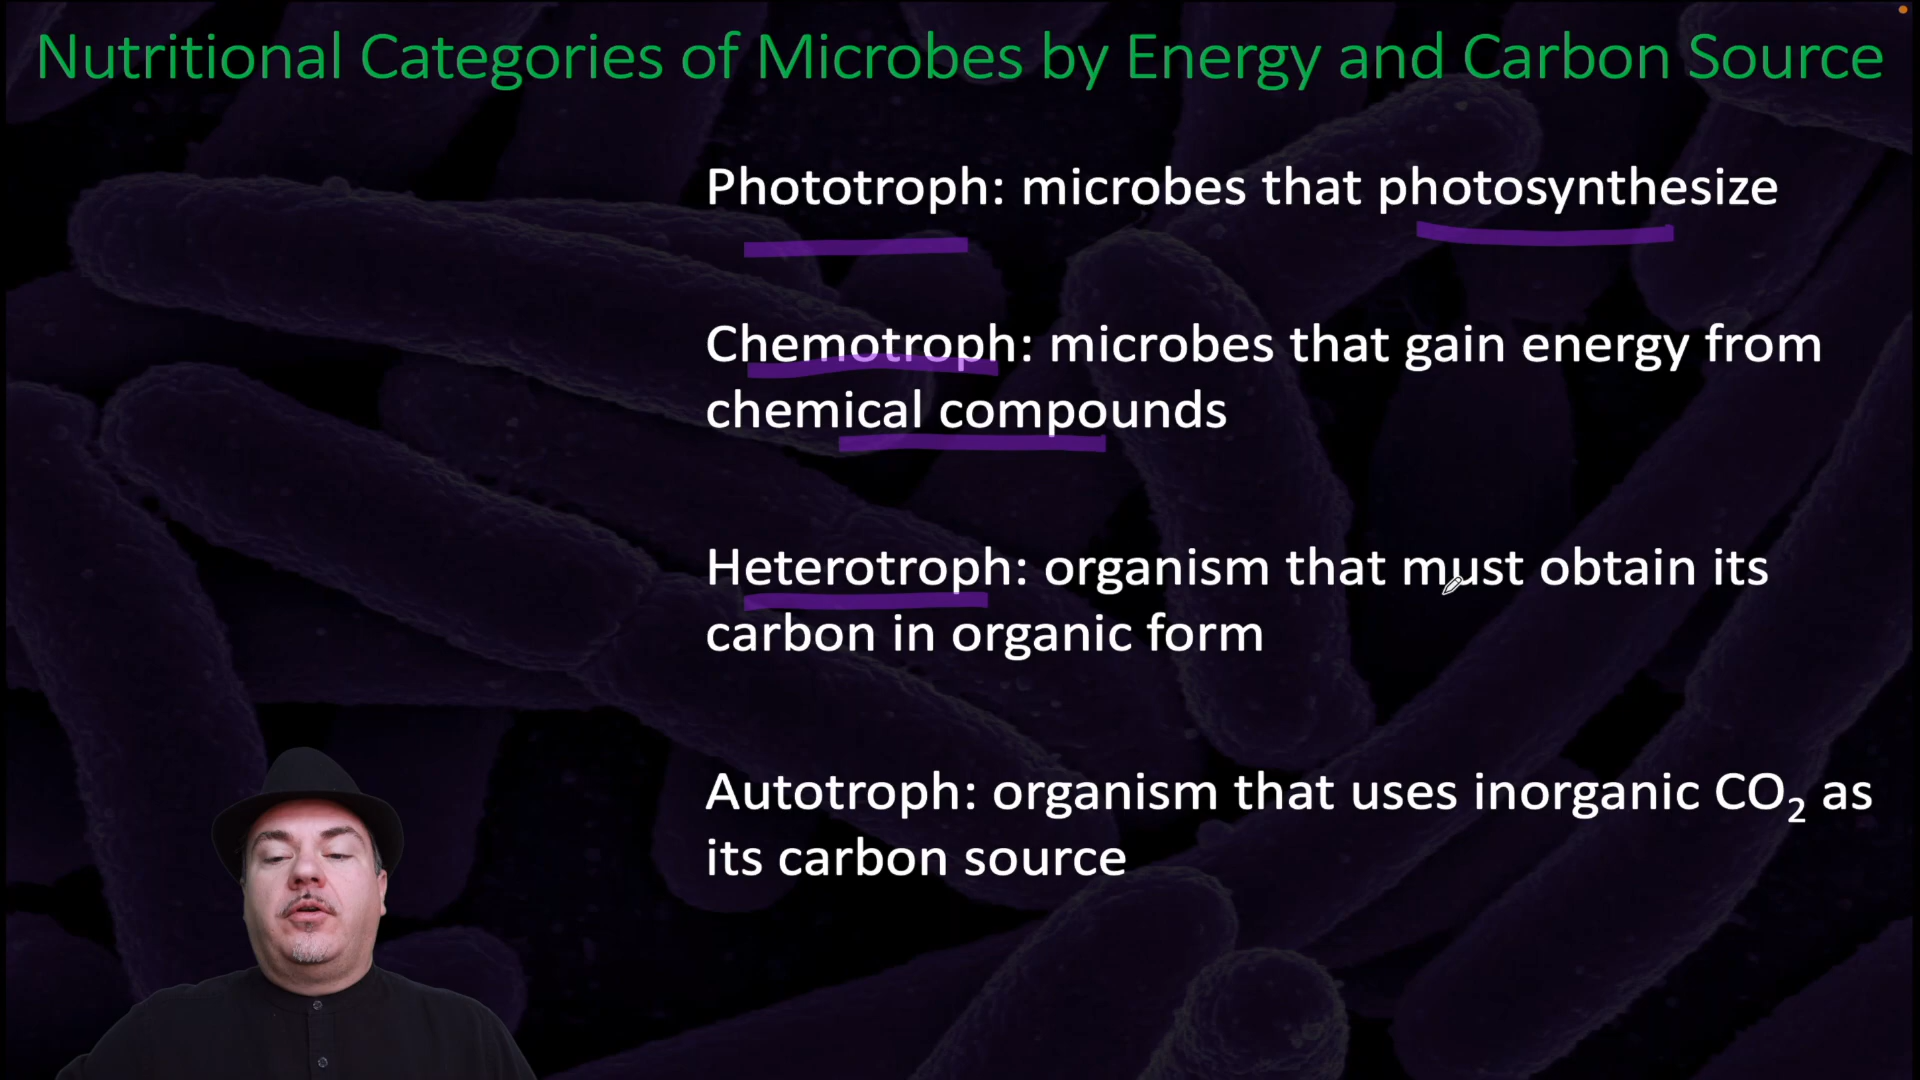 Nutritional Categories of Microbes by Energy and Carbon Source
Phototroph: microbes that photosynthesize
Chemotroph: microbes that gain energy from
chemical compounds
Heterotroph: organism that must obtain its
carbon in organic form
Autotroph: organism that uses inorganic CO₂ as
its carbon source